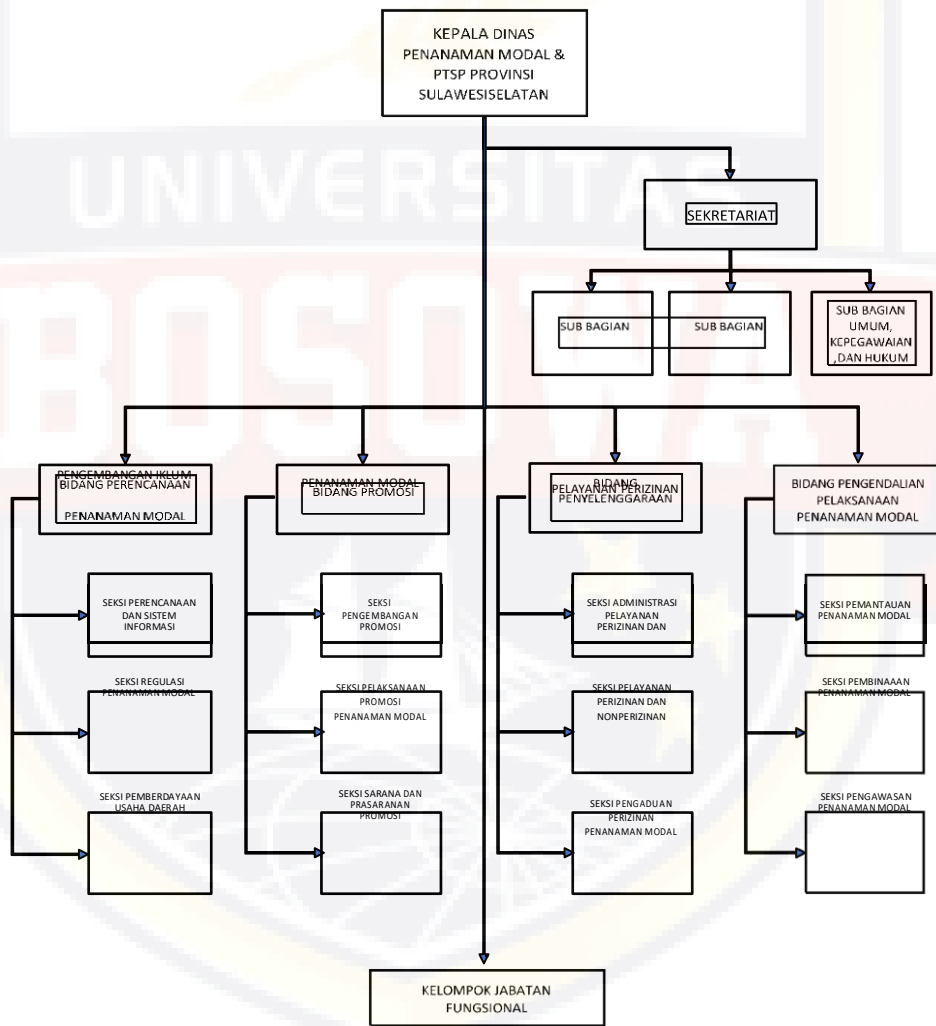 KEPALA DINAS
PENANAMAN MODAL &
PTSP PROVINSI
SULAWESISELATAN
UNIVERSITAS
SEKRETARIAT
SUB BAGIAN
SUB BAGIAN
SUB BAGIAN
UMUM,
KEPEGAWAIAN
,DAN HUKUM
BOSOWA
PENGEMBANGAN IKLUM
BIDANG PERENCANAAN
PENANAMAN MODAL
PENANAMAN MODAL
BIDANG PROMOSI
BIDANG
PELAYANAN PERIZINAN
PENYELENGGARAAN
BIDANG PENGENDALIAN
PELAKSANAAN
PENANAMAN MODAL
SEKSI PERENCANAAN
DAN SISTEM
INFORMASI
SEKSI
PENGEMBANGAN
PROMOSI
SEKSI ADMINISTRASI
PELAYANAN
PERIZINAN DAN
SEKSI PEMANTAUAN
PENANAMAN MODAL
SEKSI REGULASI
PENANAMAN MODAL
SEKSI PELAKSANAAN
PROMOSI
PENANAMAN MODAL
SEKSI PELAYANAN
PERIZINAN DAN
NONPERIZINAN
SEKSI PEMBINAAAN
PENANAMAN MODAL
SEKSI PEMBERDAYAAN
USAHA DAERAH
SEKSI SARANA DAN
PRASARANAN
PROMOSI
SEKSI PENGADUAN
PERIZINAN
PENANAMAN MODAL
SEKSI PENGAWASAN
PENANAMAN MODAL
KELOMPOK JABATAN
FUNGSIONAL